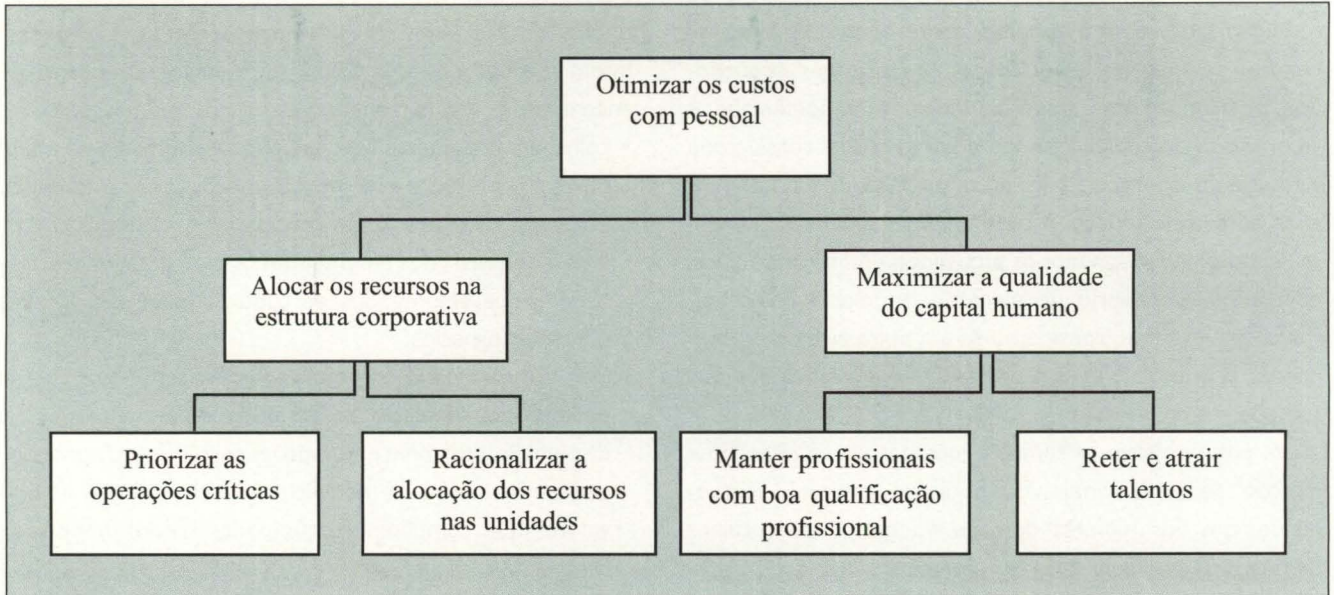 Otimizar os custos
com pessoal
Alocar os recursos na
estrutura corporativa
Maximizar a qualidade
do capital humano
Priorizar as
operações críticas
Racionalizar a
alocação dos recursos
nas unidades
Manter profissionais
com boa qualificação
profissional
Reter e atrair
talentos